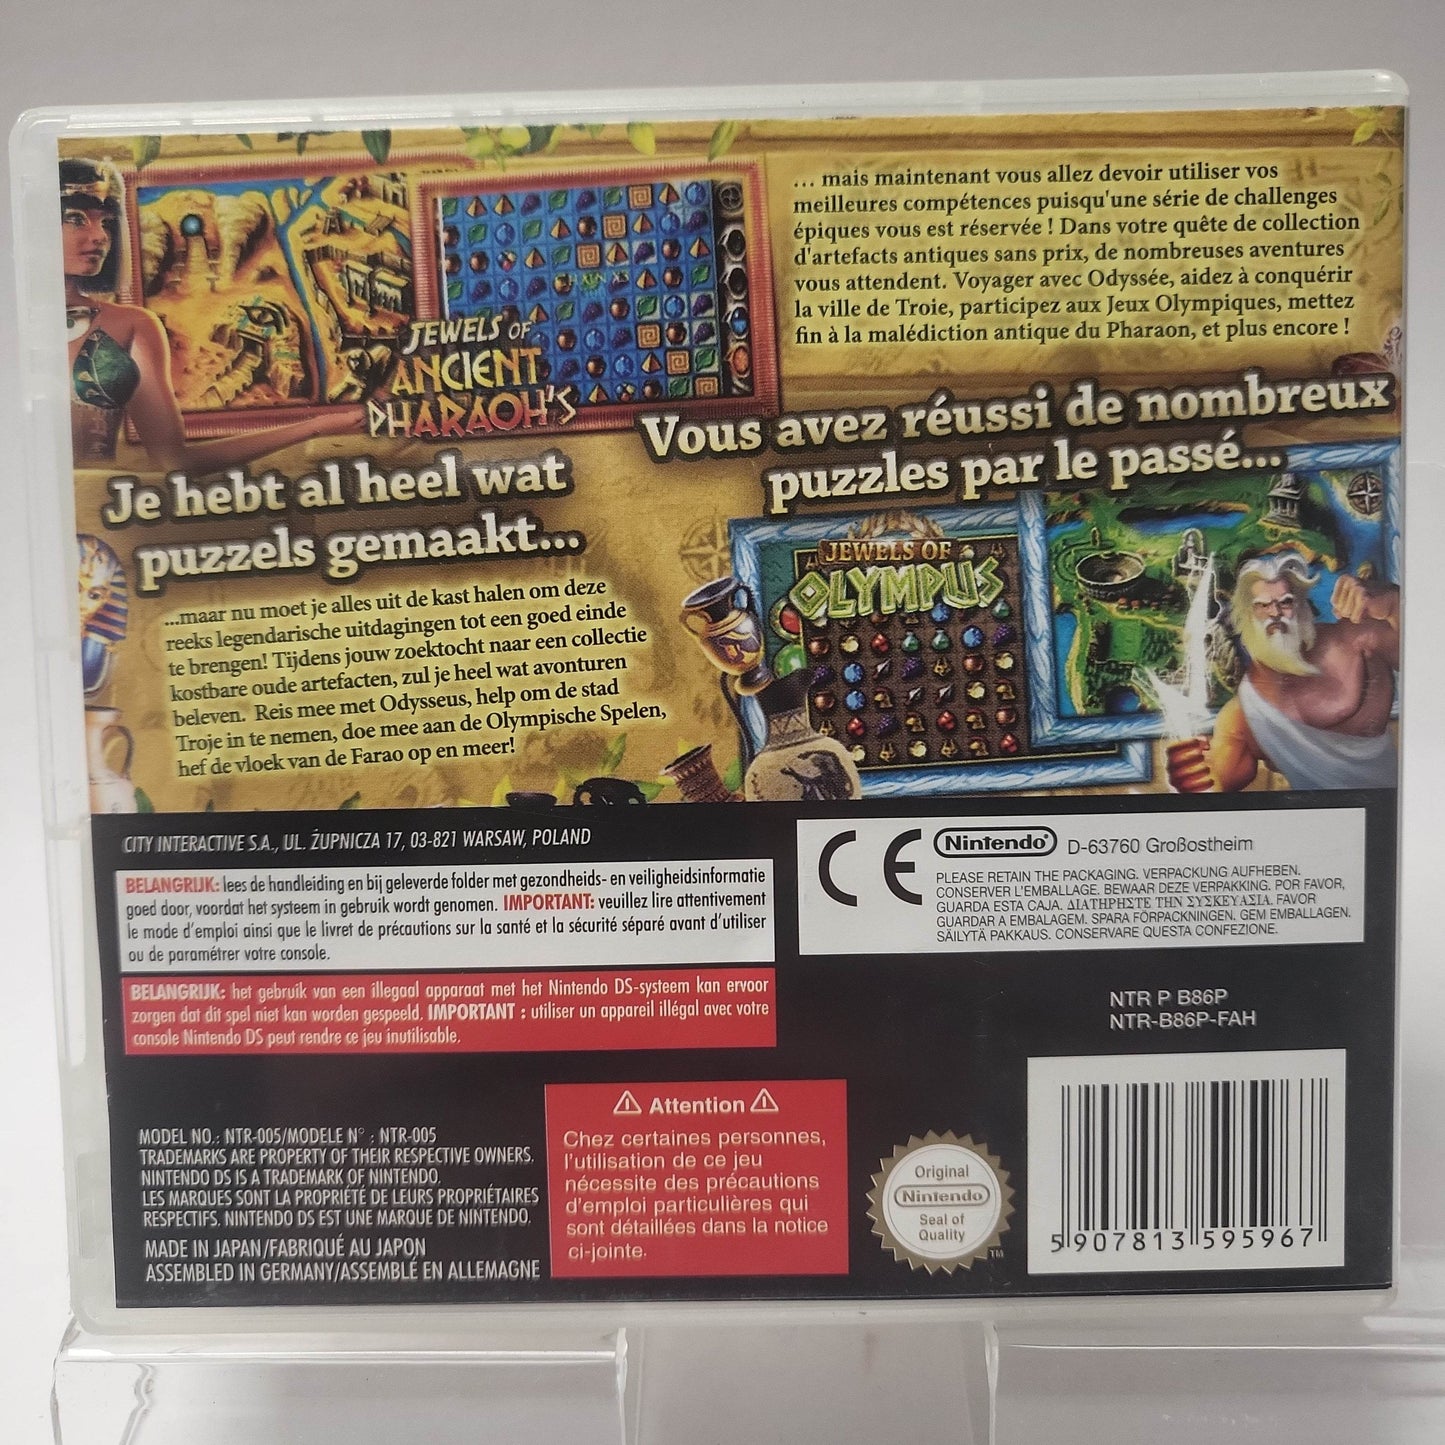 ... mais maintenant vous allez devoir utiliser vos
meilleures compétences puisqu'une série de challenges
épiques vous est réservée ! Dans votre quête de collection
d'artefacts antiques sans prix, de nombreuses aventures
vous attendent. Voyager avec Odyssée, aidez à conquérir
la ville de Troie, participez aux Jeux Olympiques, mettez
fin à la malédiction antique du Pharaon, et plus encore !
JEWELS OF
ANCIENT
PHARAOH'S
Vous avez réussi de nombreux
puzzles par le passé...
Je hebt al heel wat
puzzels gemaakt...
...maar nu moet je alles uit de kast halen om deze
reeks legendarische uitdagingen tot een goed einde
te brengen! Tijdens jouw zoektocht naar een collectie
kostbare oude artefacten, zul je heel wat avonturen
beleven. Reis mee met Odysseus, help om de stad
Troje in te nemen, doe mee aan de Olympische Spelen,
hef de vloek van de Farao op en meer!
JEWELS OF
OLYMPUS
CITY INTERACTIVE S.A., UL. ŻUPNICZA 17, 03-821 WARSAW, POLAND
BELANGRIJK: lees de handleiding en bij geleverde folder met gezondheids- en veiligheidsinformatie
goed door, voordat het systeem in gebruik wordt genomen. IMPORTANT: veuillez lire attentivement
le mode d'emploi ainsi que le livret de précautions sur la santé et la sécurité séparé avant d'utiliser
ou de paramétrer votre console.
BELANGRIJK: het gebruik van een illegaal apparaat met het Nintendo DS-systeem kan ervoor
zorgen dat dit spel niet kan worden gespeeld. IMPORTANT : utiliser un appareil illégal avec votre
console Nintendo DS peut rendre ce jeu inutilisable.
CE Nintendo® D-63760 Großostheim
PLEASE RETAIN THE PACKAGING. VERPACKUNG AUFHEBEN.
CONSERVER L'EMBALLAGE. BEWAAR DEZE VERPAKKING. POR FAVOR,
GUARDA ESTA CAJA. ΔΙΑΤΗΡΗΣΤΕ ΤΗΝ ΣΥΣΚΕΥΑΣΙΑ. FAVOR
GUARDAR A EMBALAGEM. SPARA FÖRPACKNINGEN. GEM EMBALLAGEN.
SÄILYTÄ PAKKAUS. CONSERVARE QUESTA CONFEZIONE.
NTR P B86P
NTR-B86P-FAH
MODEL NO.: NTR-005/MODELE N° : NTR-005
TRADEMARKS ARE PROPERTY OF THEIR RESPECTIVE OWNERS.
NINTENDO DS IS A TRADEMARK OF NINTENDO.
LES MARQUES SONT LA PROPRIÉTÉ DE LEURS PROPRIÉTAIRES
RESPECTIFS. NINTENDO DS EST UNE MARQUE DE NINTENDO.
MADE IN JAPAN/FABRIQUÉ AU JAPON
ASSEMBLED IN GERMANY/ASSEMBLÉ EN ALLEMAGNE
⚠ Attention ⚠
Chez certaines personnes,
l'utilisation de ce jeu
nécessite des précautions
d'emploi particulières qui
sont détaillées dans la notice
ci-jointe.
Original
Nintendo
Seal of
Quality
TM
5 907813 595967